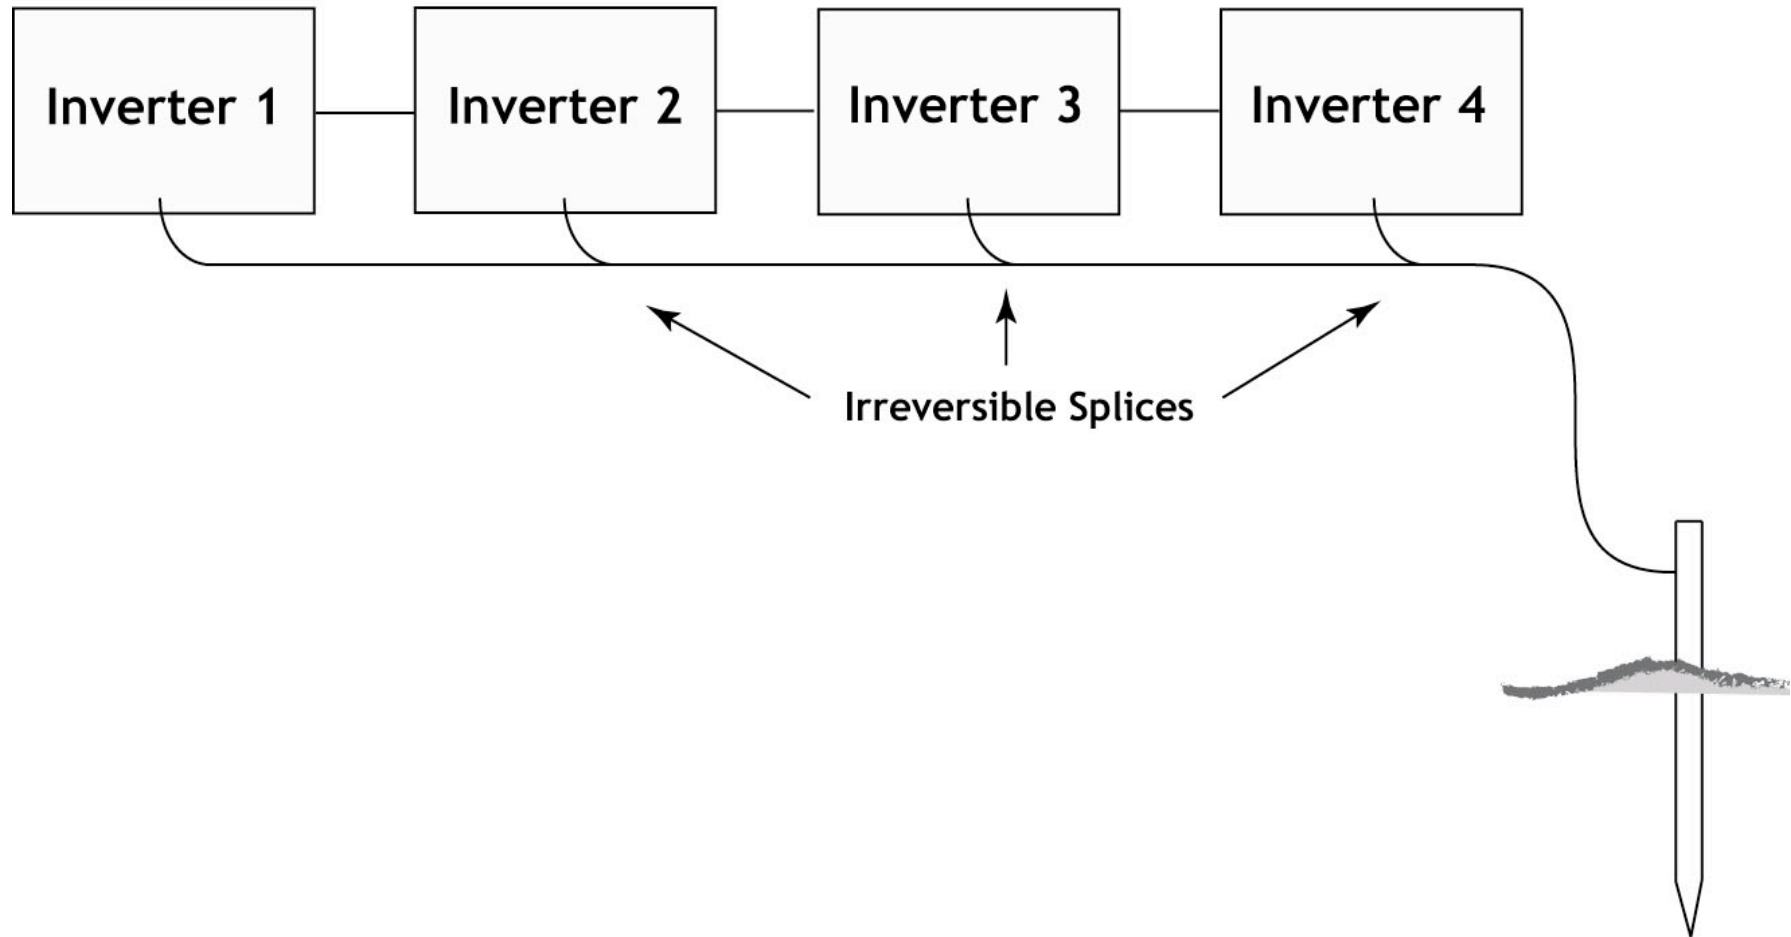 Inverter 1
Inverter 2
Inverter 3
Inverter 4
Irreversible Splices